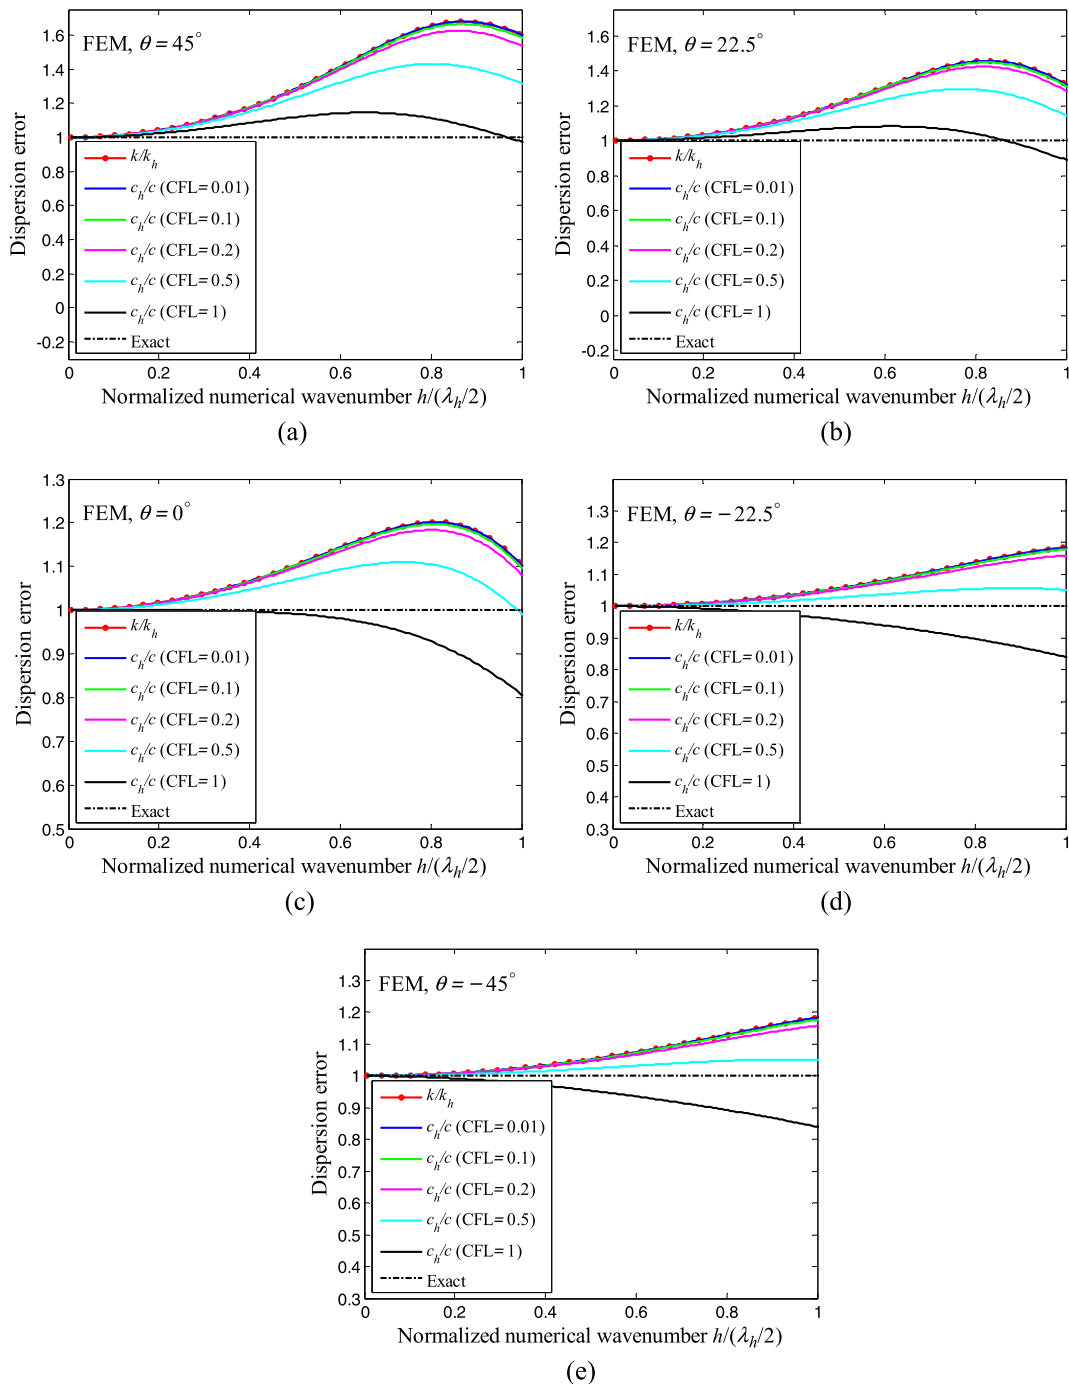 FEM, θ = 45°
Dispersion error
1.6
1.4
1.2
1
0.8
0.6
0.4
0.2
0
-0.2
k/k_h
c_h/c (CFL= 0.01)
c_h/c (CFL= 0.1)
c_h/c (CFL= 0.2)
c_h/c (CFL= 0.5)
c_h/c (CFL= 1)
Exact
0 0.2 0.4 0.6 0.8 1
Normalized numerical wavenumber h/(λ_h/2)
(a)
FEM, θ = 22.5°
Dispersion error
1.6
1.4
1.2
1
0.8
0.6
0.4
0.2
0
-0.2
k/k_h
c_h/c (CFL= 0.01)
c_h/c (CFL= 0.1)
c_h/c (CFL= 0.2)
c_h/c (CFL= 0.5)
c_h/c (CFL= 1)
Exact
0 0.2 0.4 0.6 0.8 1
Normalized numerical wavenumber h/(λ_h/2)
(b)
FEM, θ = 0°
Dispersion error
1.3
1.2
1.1
1
0.9
0.8
0.7
0.6
0.5
k/k_h
c_h/c (CFL= 0.01)
c_h/c (CFL= 0.1)
c_h/c (CFL= 0.2)
c_h/c (CFL= 0.5)
c_h/c (CFL= 1)
Exact
0 0.2 0.4 0.6 0.8 1
Normalized numerical wavenumber h/(λ_h/2)
(c)
FEM, θ = −22.5°
Dispersion error
1.3
1.2
1.1
1
0.9
0.8
0.7
0.6
0.5
0.4
0.3
k/k_h
c_h/c (CFL= 0.01)
c_h/c (CFL= 0.1)
c_h/c (CFL= 0.2)
c_h/c (CFL= 0.5)
c_h/c (CFL= 1)
Exact
0 0.2 0.4 0.6 0.8 1
Normalized numerical wavenumber h/(λ_h/2)
(d)
FEM, θ = −45°
Dispersion error
1.3
1.2
1.1
1
0.9
0.8
0.7
0.6
0.5
0.4
0.3
k/k_h
c_h/c (CFL= 0.01)
c_h/c (CFL= 0.1)
c_h/c (CFL= 0.2)
c_h/c (CFL= 0.5)
c_h/c (CFL= 1)
Exact
0 0.2 0.4 0.6 0.8 1
Normalized numerical wavenumber h/(λ_h/2)
(e)